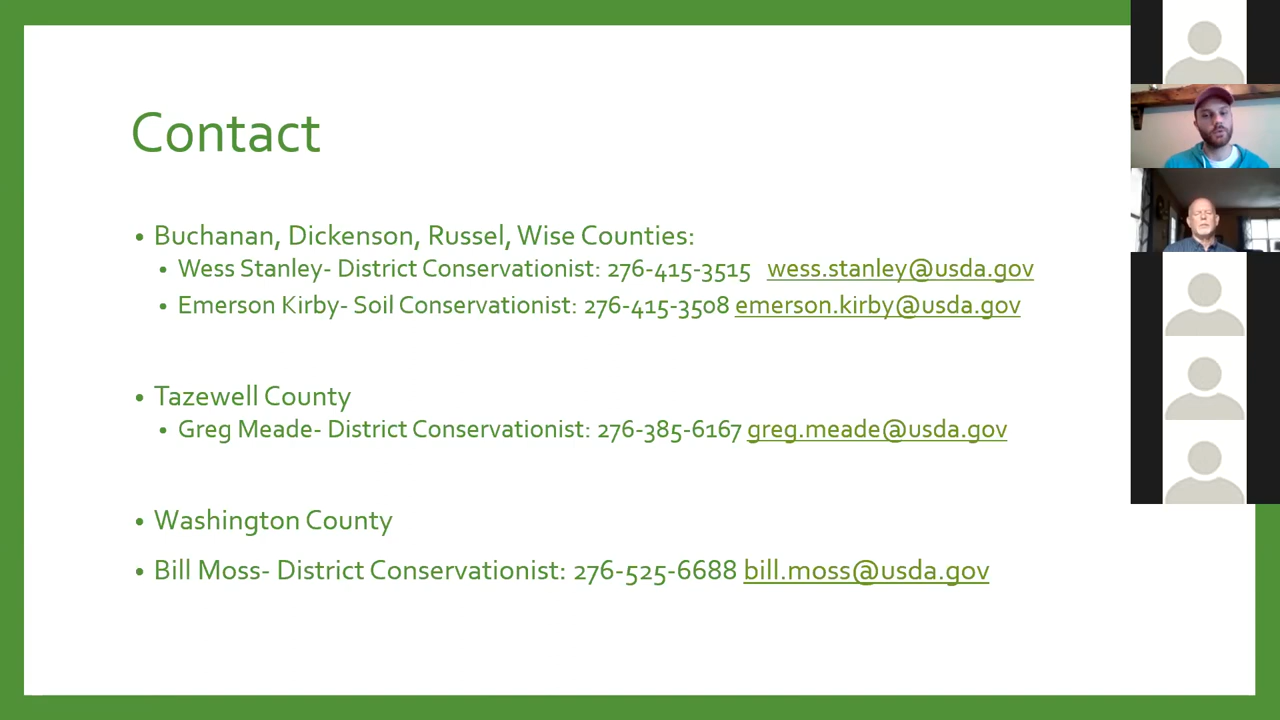 Contact
• Buchanan, Dickenson, Russel, Wise Counties:
• Wess Stanley- District Conservationist: 276-415-3515 wess.stanley@usda.gov
• Emerson Kirby- Soil Conservationist: 276-415-3508 emerson.kirby@usda.gov
• Tazewell County
• Greg Meade- District Conservationist: 276-385-6167 greg.meade@usda.gov
• Washington County
• Bill Moss- District Conservationist: 276-525-6688 bill.moss@usda.gov